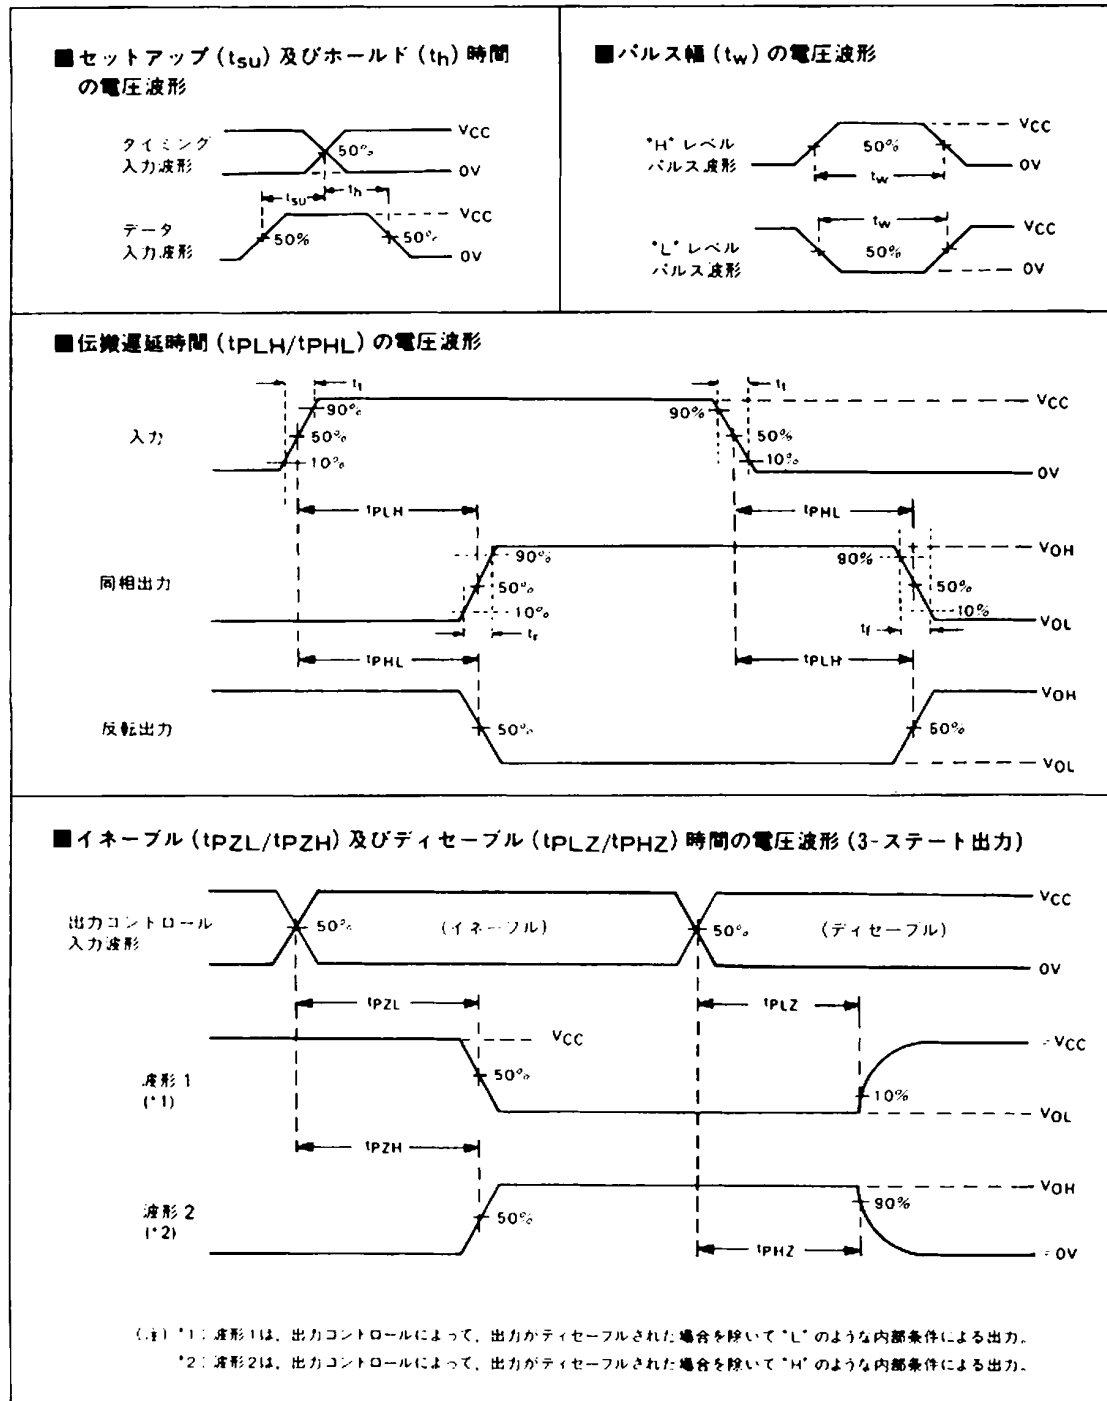 ■セットアップ (tsu) 及びホールド (th) 時間
の電圧波形
タイミング
入力波形
50%
VCC
0V
tsu
th
データ
入力波形
50%
50%
VCC
0V
■パルス幅 (tw) の電圧波形
"H" レベル
パルス波形
50%
tw
VCC
0V
"L" レベル
パルス波形
tw
50%
VCC
0V
■伝搬遅延時間 (tPLH/tPHL) の電圧波形
入力
tf
90%
50%
10%
tf
90%
50%
10%
VCC
0V
tPLH
tPHL
同相出力
90%
50%
10%
tr
90%
50%
10%
tf
VOH
VOL
tPHL
tPLH
反転出力
50%
50%
VOH
VOL
■イネーブル (tPZL/tPZH) 及びディセーブル (tPLZ/tPHZ) 時間の電圧波形 (3-ステート出力)
出力コントロール
入力波形
50%
(イネーブル)
50%
(ディセーブル)
VCC
0V
tPZL
tPLZ
波形 1
(*1)
VCC
50%
10%
≒VCC
VOL
tPZH
波形 2
(*2)
50%
90%
VOH
≒0V
tPHZ
(注) *1: 波形1は、出力コントロールによって、出力がディセーブルされた場合を除いて "L" のような内部条件による出力。
*2: 波形2は、出力コントロールによって、出力がディセーブルされた場合を除いて "H" のような内部条件による出力。